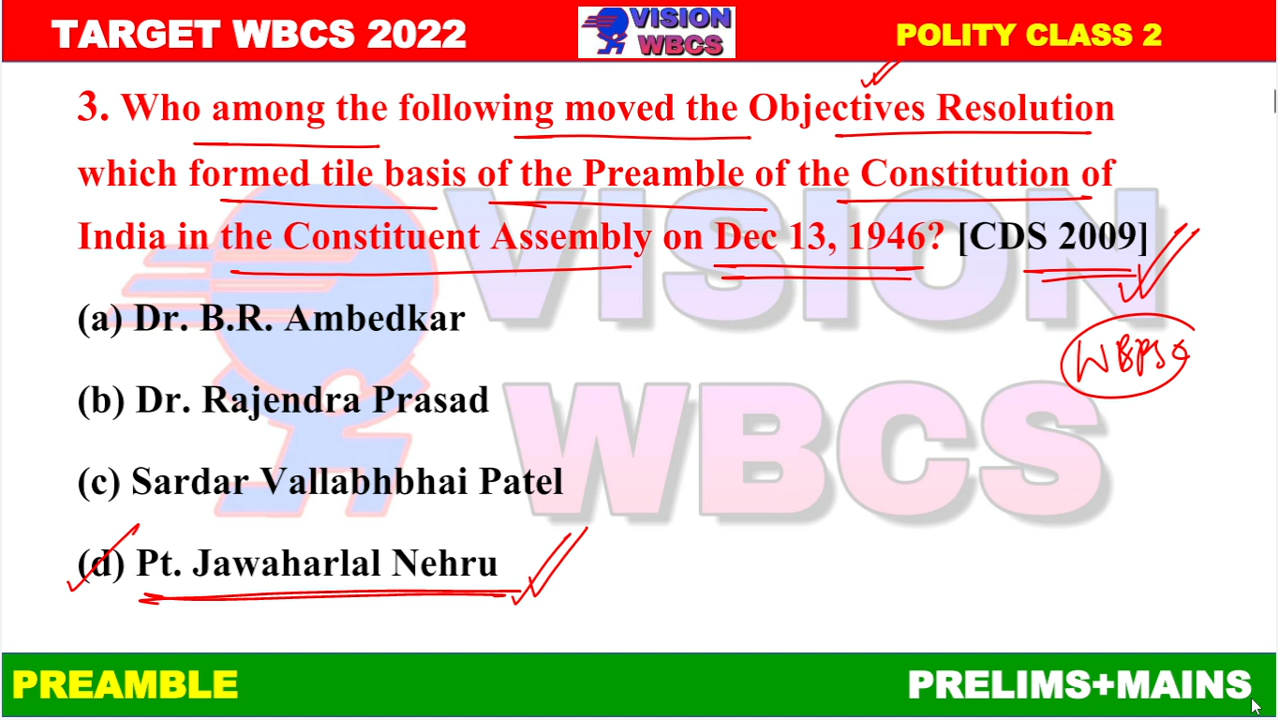 TARGET WBCS 2022
VISION
WBCS
POLITY CLASS 2
3. Who among the following moved the Objectives Resolution
which formed tile basis of the Preamble of the Constitution of
India in the Constituent Assembly on Dec 13, 1946? [CDS 2009]
(a) Dr. B.R. Ambedkar
WBPSC
(b) Dr. Rajendra Prasad
(c) Sardar Vallabhbhai Patel
(d) Pt. Jawaharlal Nehru
VISION
WBCS
PREAMBLE
PRELIMS+MAINS